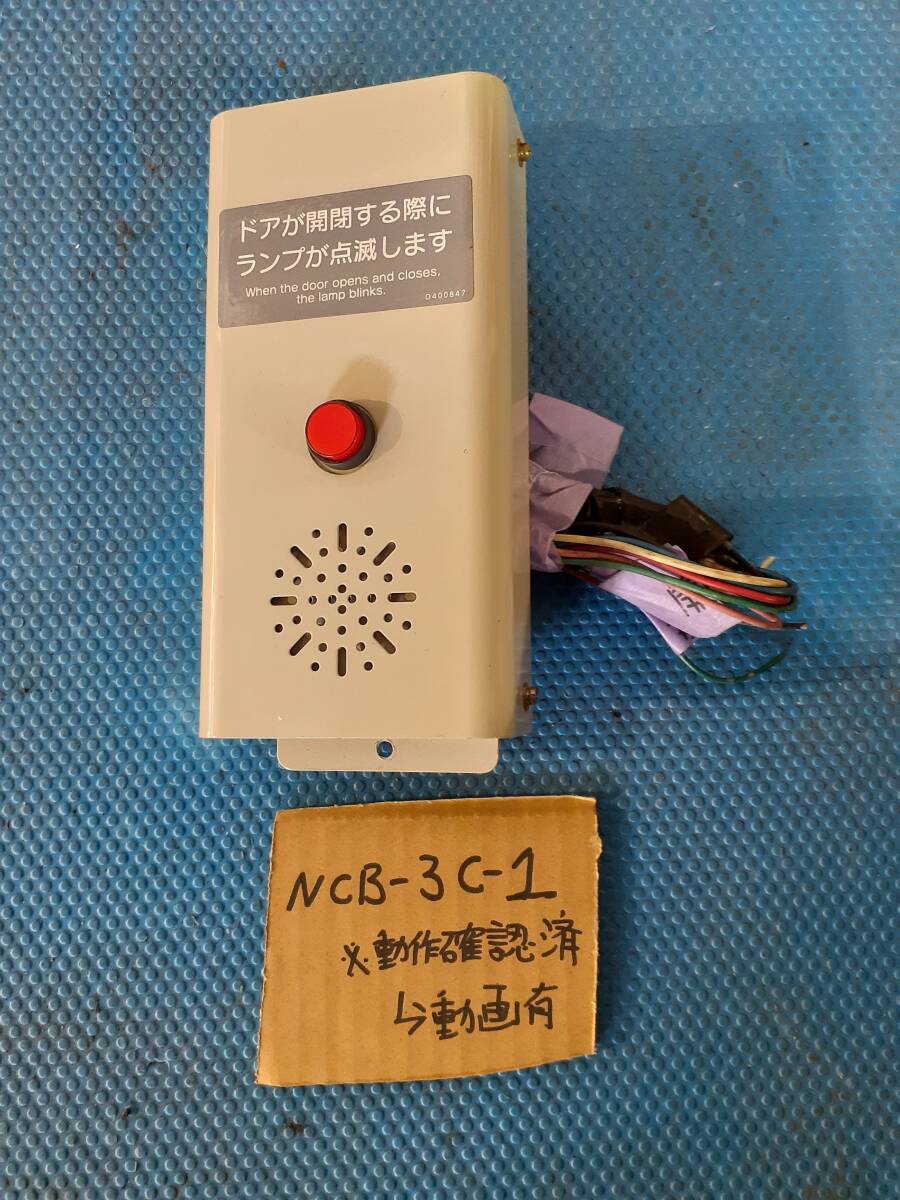 ドアが開閉する際に
ランプが点滅します
When the door opens and closes,
the lamp blinks.
D400847
NCB-3C-1
※動作確認済
↳動画有